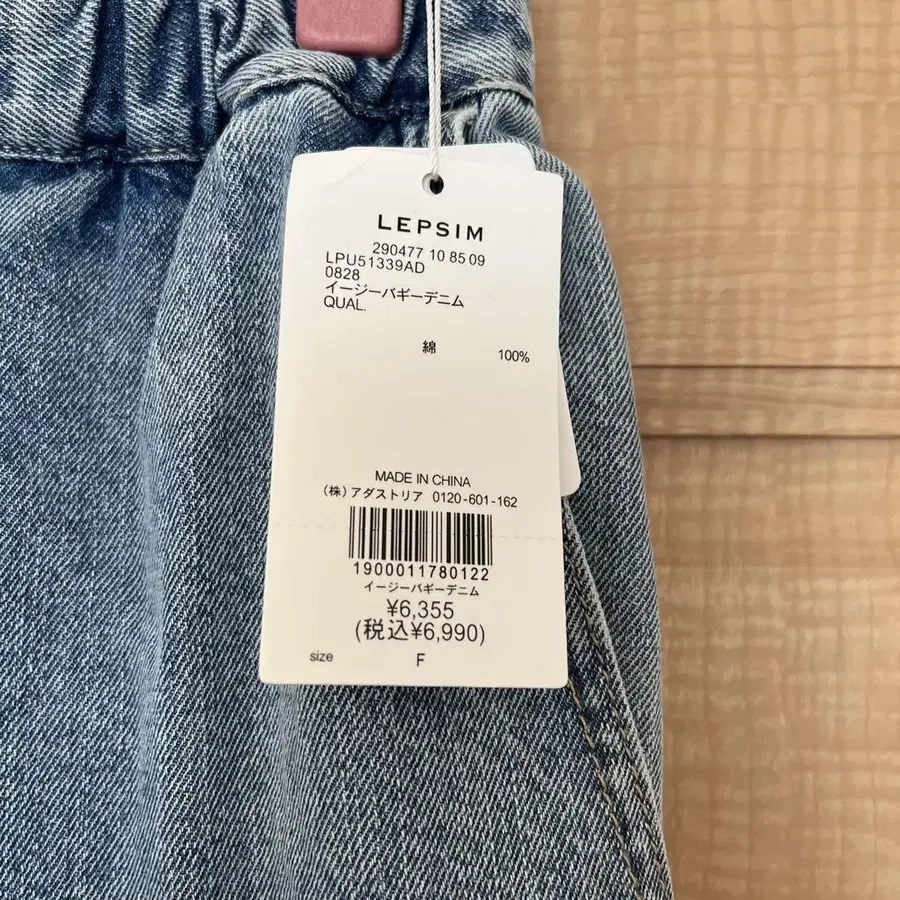 LEPSIM
290477 10 85 09
LPU51339AD
0828
イージーバギーデニム
QUAL.
綿 100%
MADE IN CHINA
(株)アダストリア 0120-601-162
1900011780122
イージーバギーデニム
¥6,355
(税込¥6,990)
size F